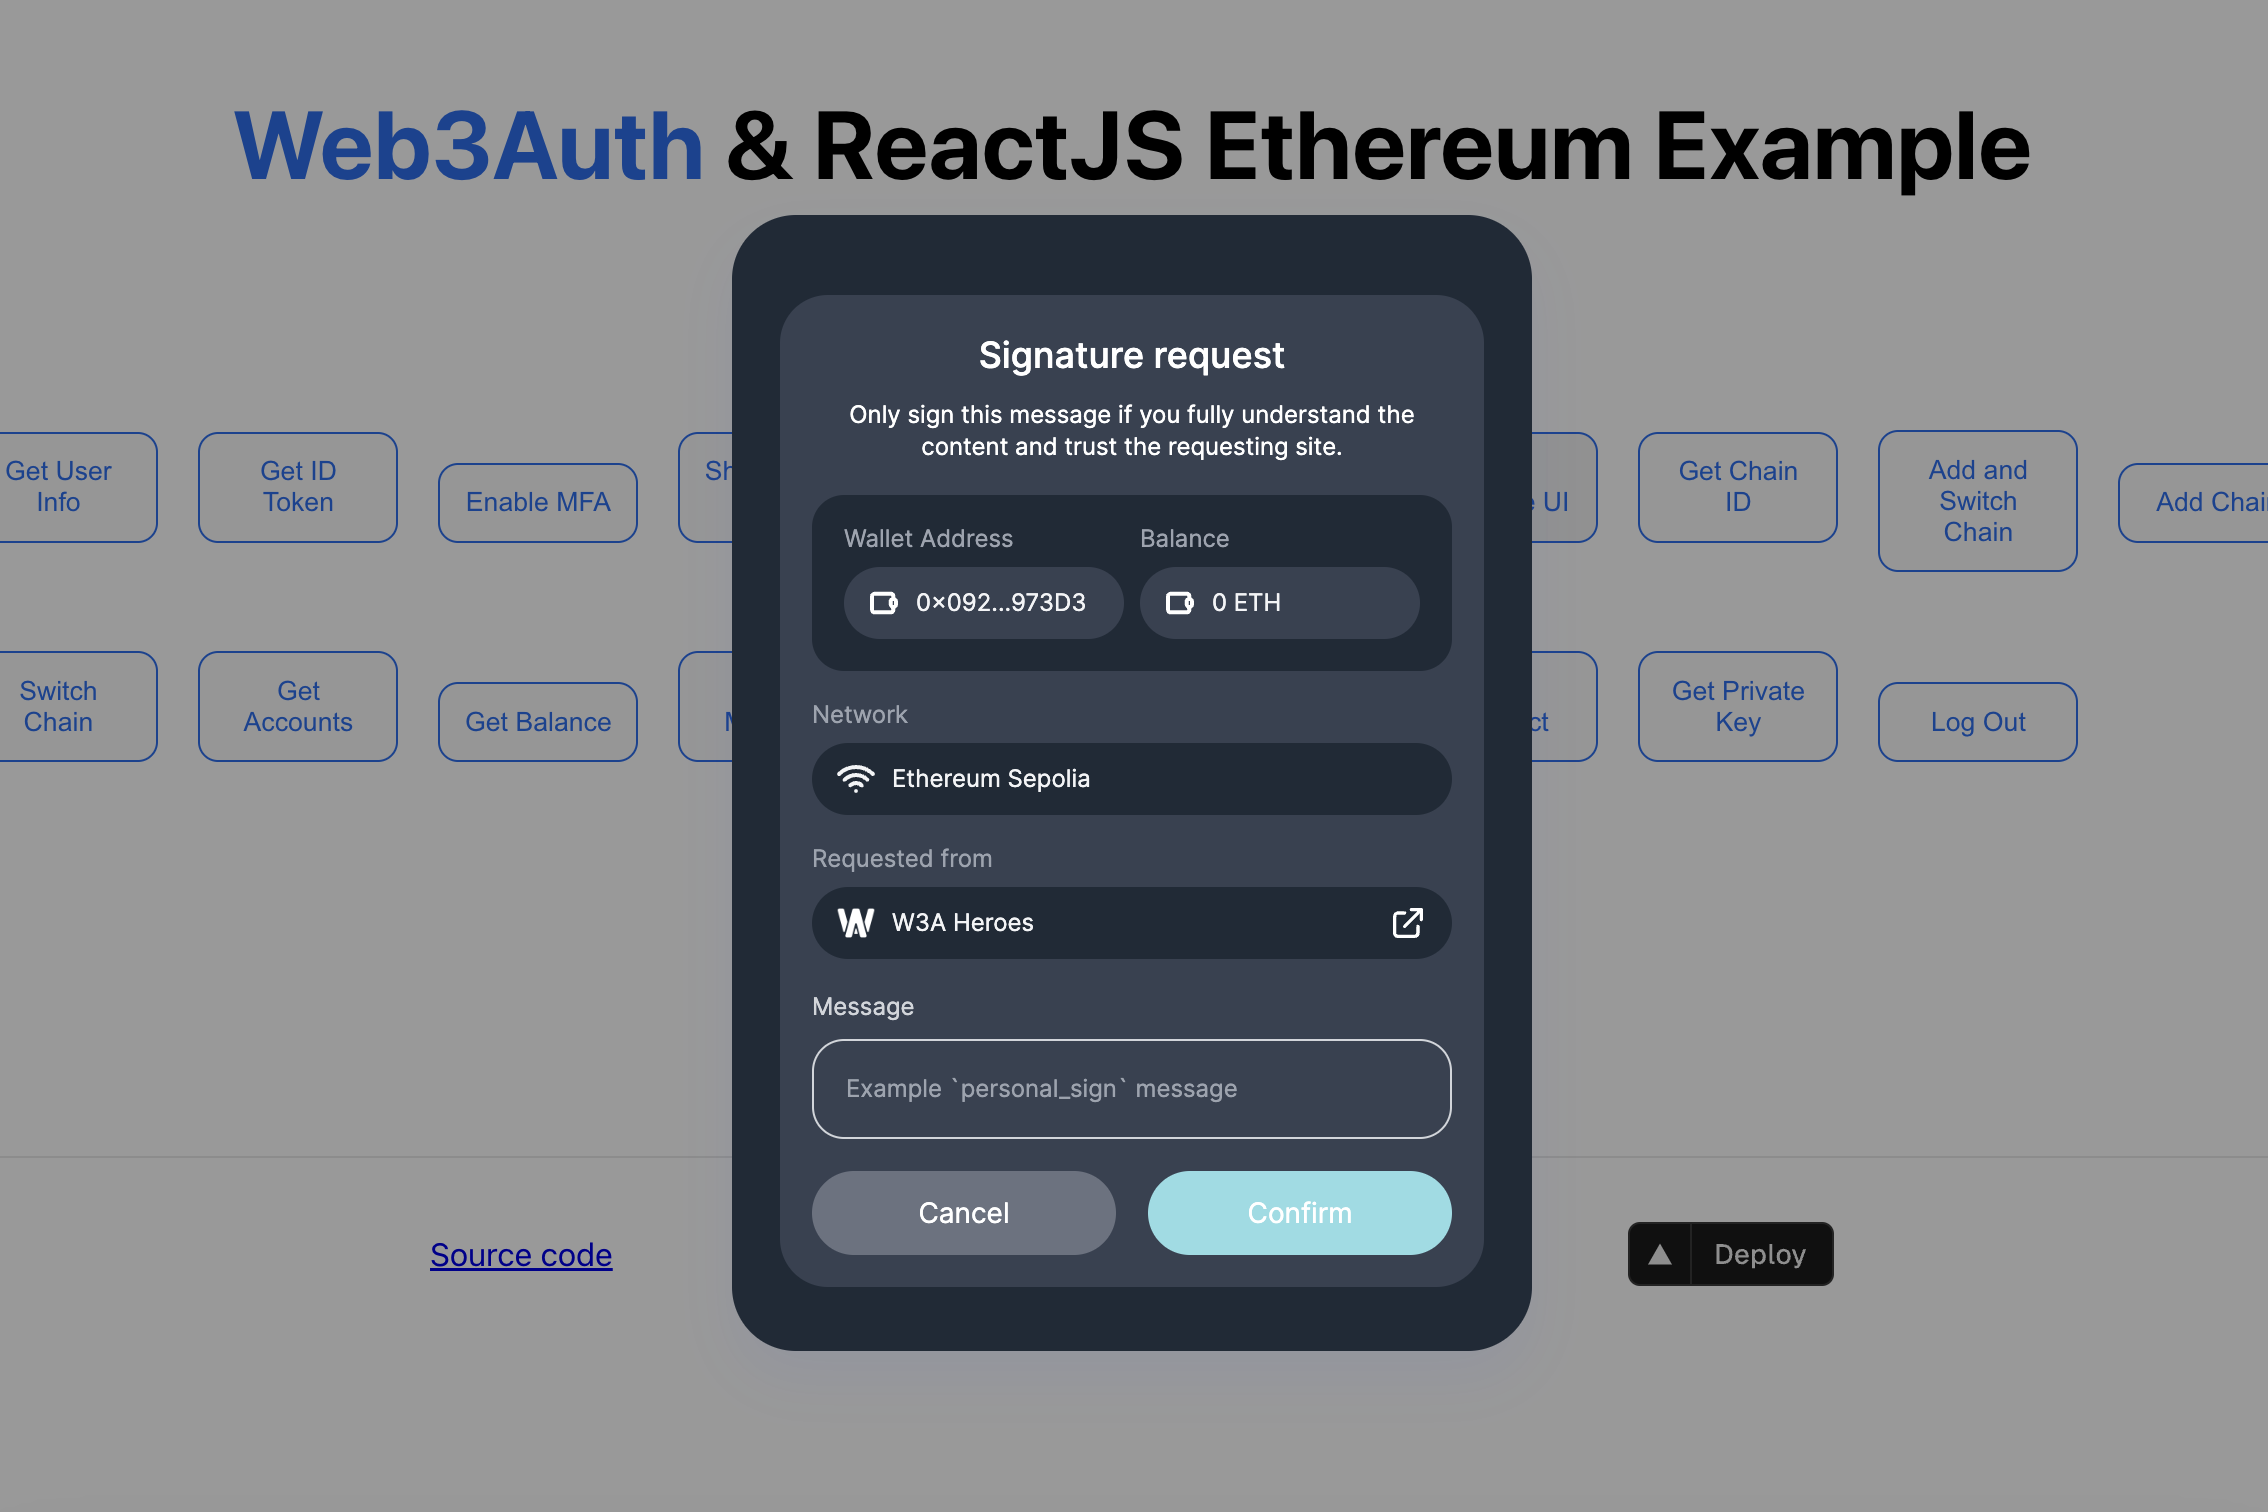 Web3Auth & ReactJS Ethereum Example
Signature request
Only sign this message if you fully understand the
content and trust the requesting site.
Wallet Address
Balance
0×092...973D3
0 ETH
Network
Ethereum Sepolia
Requested from
W3A Heroes
Message
Example `personal_sign` message
Cancel
Confirm
Get User
Info
Get ID
Token
Enable MFA
UI
Get Chain
ID
Add and
Switch
Chain
Add
Switch
Chain
Get
Accounts
Get Balance
Get Private
Key
Log Out
Source code
Deploy